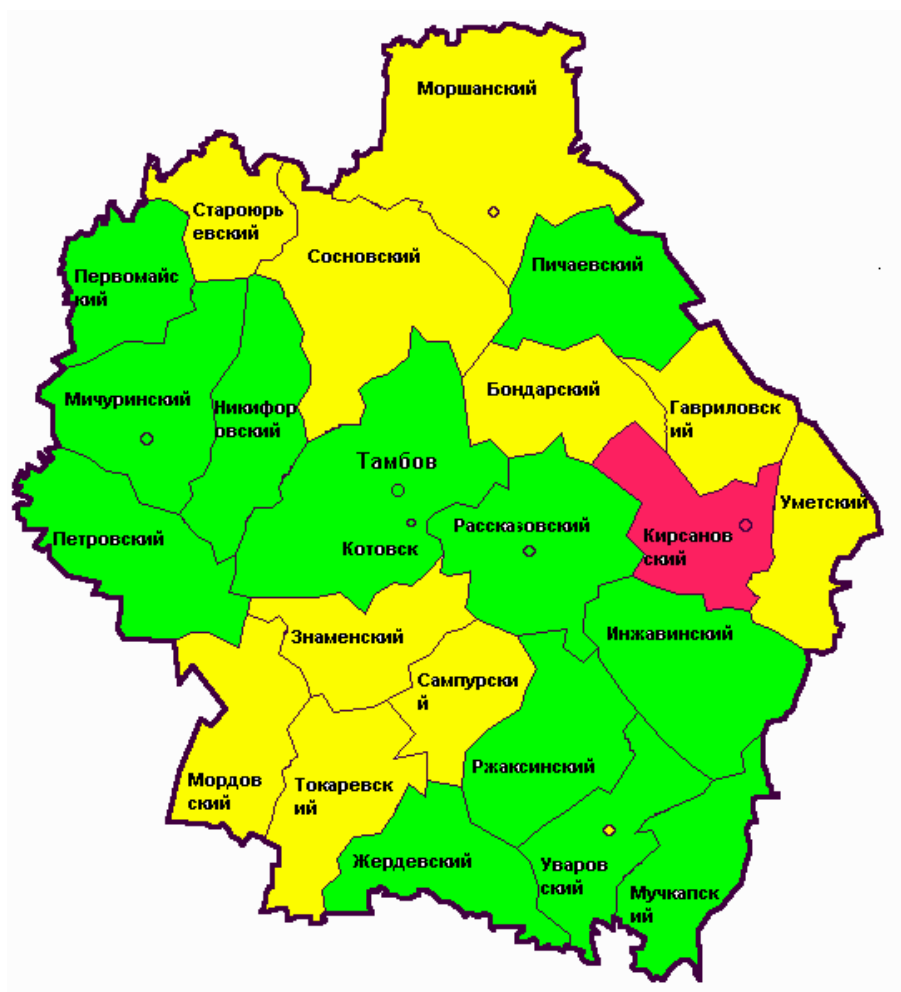 Моршанский
Староюрь
евский
Сосновский
Пичаевский
Первомайс
кий
Мичуринский
Никифор
овский
Бондарский
Гавриловск
ий
Тамбов
Уметский
Петровский
Котовск
Рассказовский
Кирсанов
ский
Знаменский
Инжавинский
Сампурски
й
Мордов
ский
Токаревск
ий
Ржаксинский
Жердевский
Уваров
ский
Мучкапск
ий